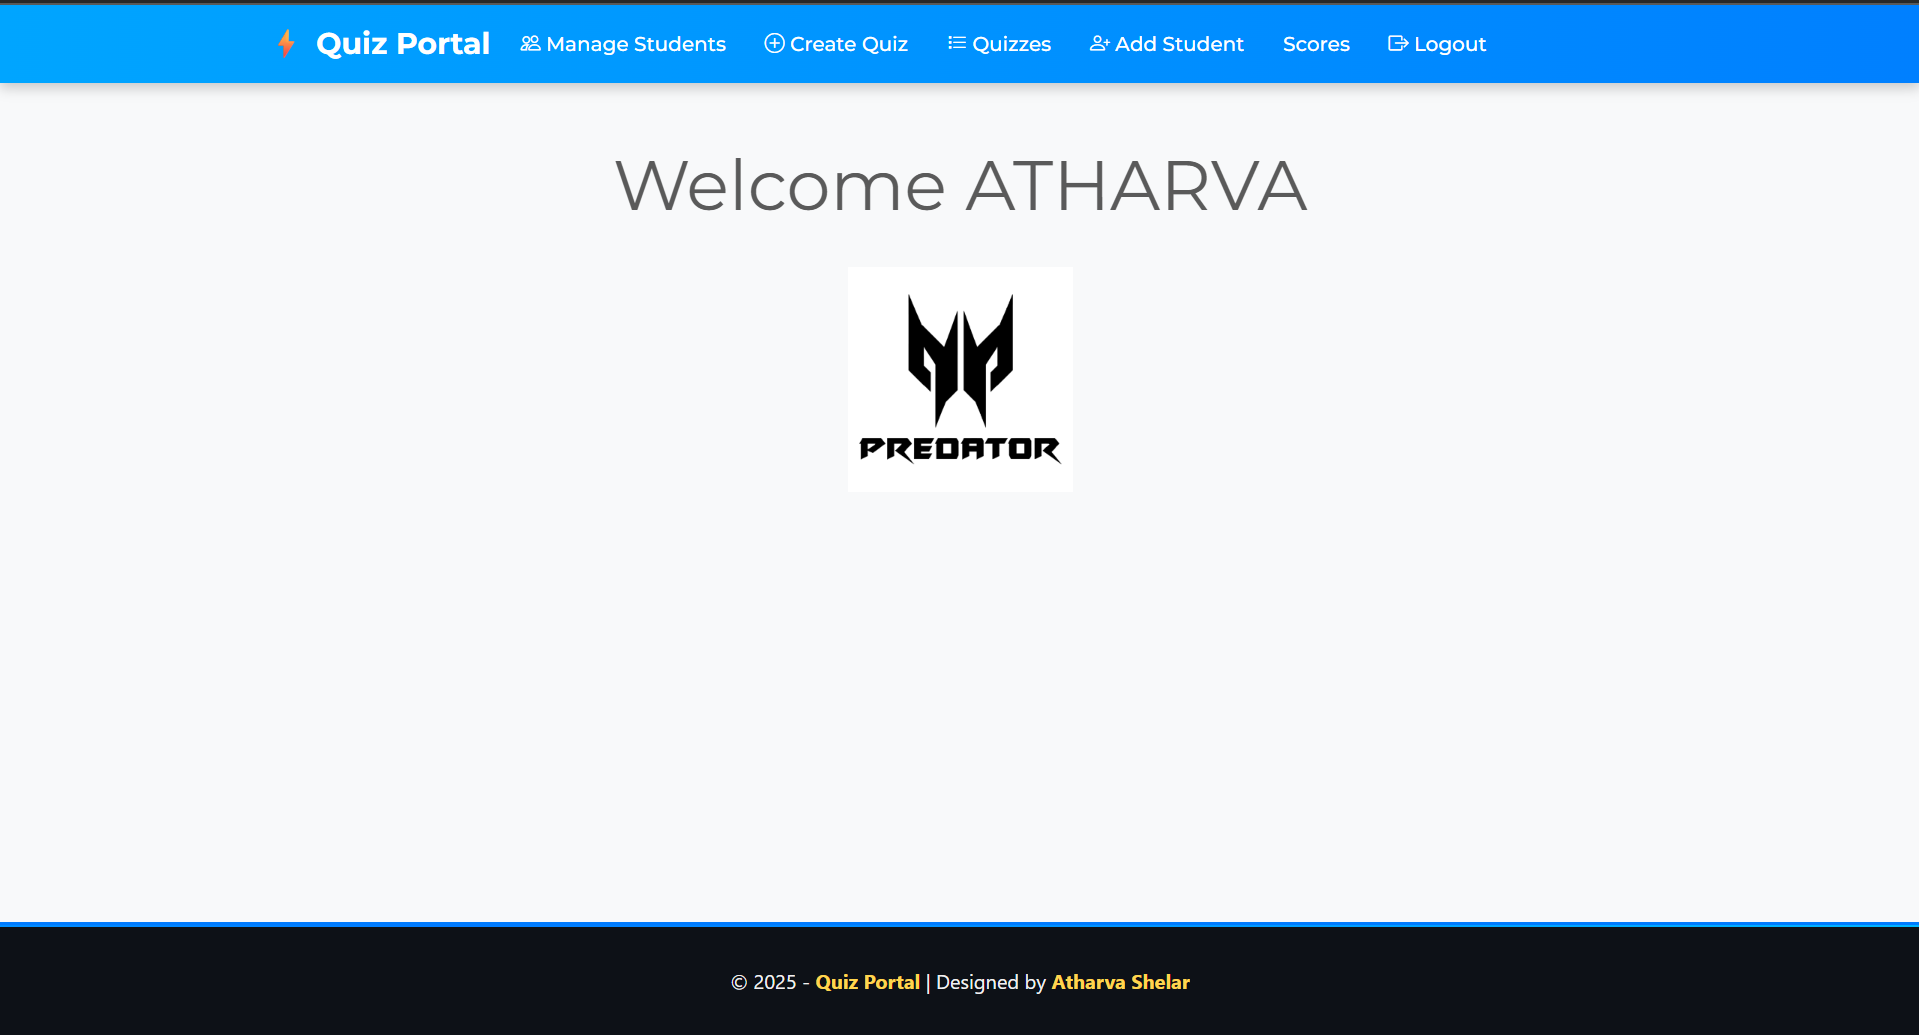 Quiz Portal Manage Students Create Quiz Quizzes Add Student Scores Logout
Welcome ATHARVA
PREDATOR
© 2025 - Quiz Portal | Designed by Atharva Shelar